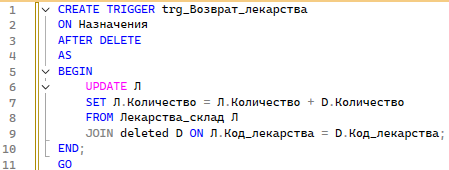 1 CREATE TRIGGER trg_Возврат_лекарства
2 ON Назначения
3 AFTER DELETE
4 AS
5 BEGIN
6 UPDATE Л
7 SET Л.Количество = Л.Количество + D.Количество
8 FROM Лекарства_склад Л
9 JOIN deleted D ON Л.Код_лекарства = D.Код_лекарства;
10 END;
11 GO